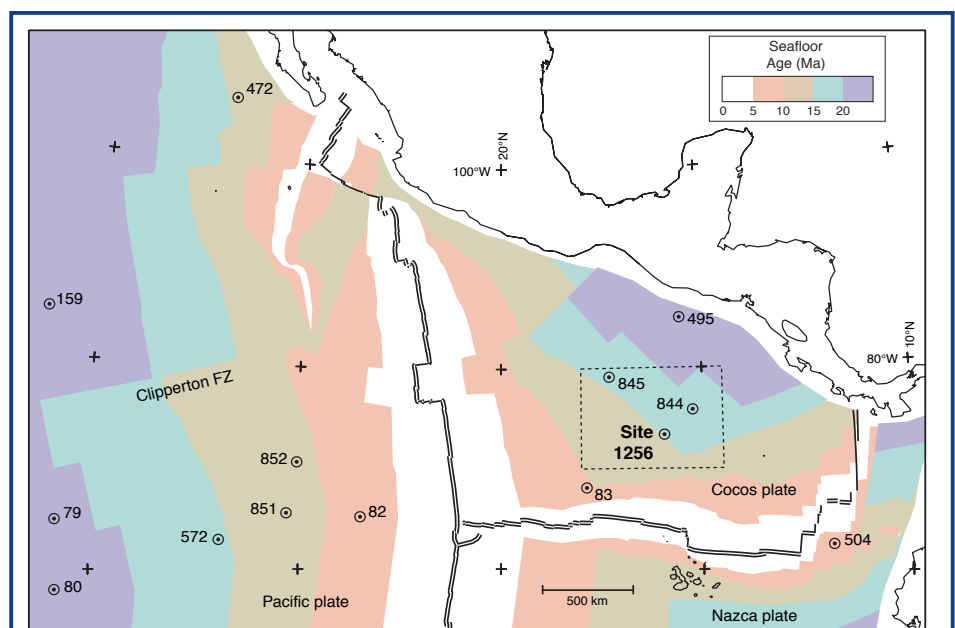 Seafloor
Age (Ma)
0 5 10 15 20
472
20°N
100°W
159
495
10°N
80°W
Clipperton FZ
845
844
Site
1256
852
83
Cocos plate
79
851
82
572
504
80
Pacific plate
500 km
Nazca plate